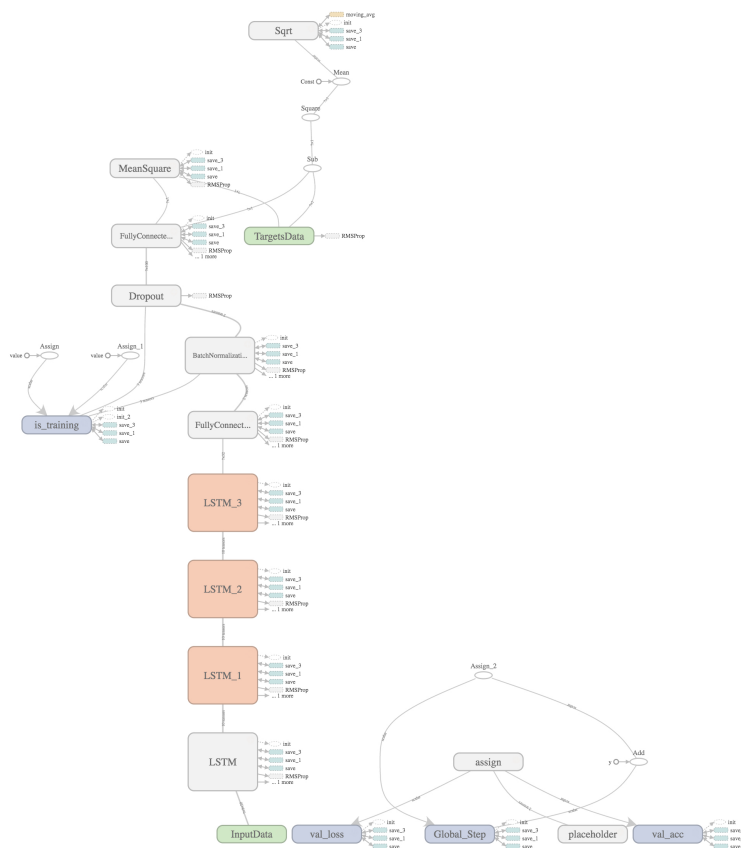 moving_avg
init
Sqrt
save_3
save_1
save
Mean
Const
Square
Sub
init
save_3
MeanSquare
save_1
save
RMSProp
init
save_3
FullyConnecte...
save_1
save
RMSProp
... 1 more
TargetsData
RMSProp
Dropout
RMSProp
Assign
Assign_1
value
value
init
save_3
BatchNormalizati...
save_1
save
RMSProp
... 1 more
is_training
init
init_2
save_3
save_1
save
init
save_3
FullyConnect...
save_1
save
RMSProp
... 1 more
init
save_3
LSTM_3
save_1
save
RMSProp
... 1 more
init
save_3
LSTM_2
save_1
save
RMSProp
... 1 more
init
save_3
LSTM_1
save_1
save
RMSProp
... 1 more
Assign_2
Add
y
assign
init
save_3
LSTM
save_1
save
RMSProp
... 1 more
InputData
val_loss
init
save_3
save_1
save
Global_Step
init
save_3
save_1
save
placeholder
val_acc
init
save_3
save_1
save